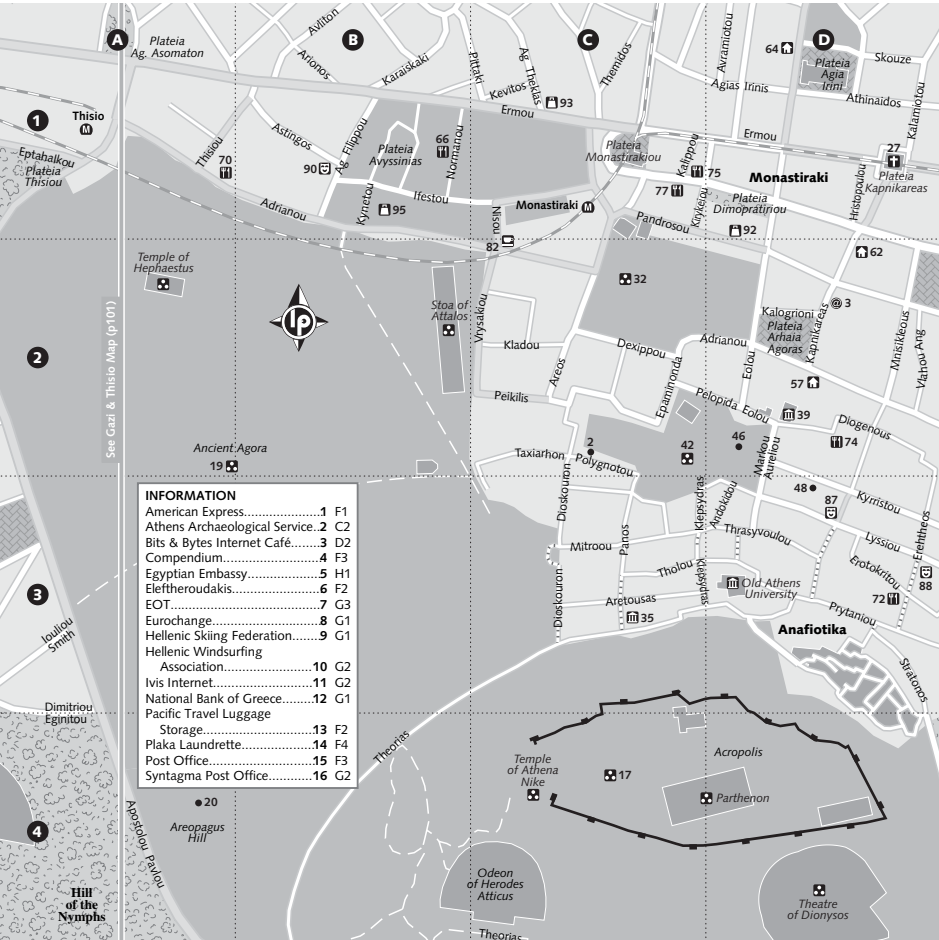 A
B
C
D
Plateia
Ag. Asomaton
Avliton
Arionos
Karaiskaki
Pittaki
Ag. Theklas
Kevitos
93
Ermou
Themidos
Avramiotou
64
Plateia
Agia
Irini
Skouze
Agias Irinis
Athinaidos
Kalamiotou
1
Thisio
M
Eptahalkou
Plateia
Thisiou
Thisiou
70
Astingos
90
Ag. Filippou
Plateia
Avyssinias
66
Normanou
Plateia
Monastirakiou
Kalippou
75
Ermou
27
Monastiraki
Plateia
Kapnikareas
77
Kirykeiou
Plateia
Dimopratiriou
Hristopoulou
Adrianou
Kynetou
95
Ifestou
Nisou
Monastiraki
M
Pandrosou
92
82
62
Temple of
Hephaestus
lp
Stoa of
Attalos
Vrysakiou
32
@ 3
Kalogrioni
Plateia
Arhaia
Agoras
Kapnikareas
Mnisikleous
Vlahou Ang
See Gazi & Thisio Map (p101)
2
Kladou
Areos
Dexippou
Adrianou
Eolou
Epaminonda
57
Peikilis
Pelopida
Eolou
39
Diogenous
74
Ancient Agora
19
Taxiarhon
2
Polygnotou
42
46
Markou
Aureliou
48
87
Kyrristou
Dioskouron
Klepsydras
Andokidou
Thrasyvoulou
Lyssiou
Erehtheos
Mitroou
Panos
Tholou
Klepsydras
Old Athens
University
Erotokritou
88
72
3
Dioskouron
Aretousas
35
Prytaniou
Anafiotika
Stratonos
Iouliou
Smith
Dimitriou
Eginitou
INFORMATION
American Express....................1 F1
Athens Archaeological Service..2 C2
Bits & Bytes Internet Café........3 D2
Compendium.........................4 F3
Egyptian Embassy...................5 H1
Eleftheroudakis.......................6 F2
EOT.......................................7 G3
Eurochange............................8 G1
Hellenic Skiing Federation........9 G1
Hellenic Windsurfing
Association........................10 G2
Ivis Internet..........................11 G2
National Bank of Greece........12 G1
Pacific Travel Luggage
Storage.............................13 F2
Plaka Laundrette...................14 F4
Post Office...........................15 F3
Syntagma Post Office............16 G2
Theorias
Temple
of Athena
Nike
17
Acropolis
Parthenon
20
Areopagus
Hill
4
Apostolou Pavlou
Hill
of the
Nymphs
Odeon
of Herodes
Atticus
Theatre
of Dionysos
Theorias